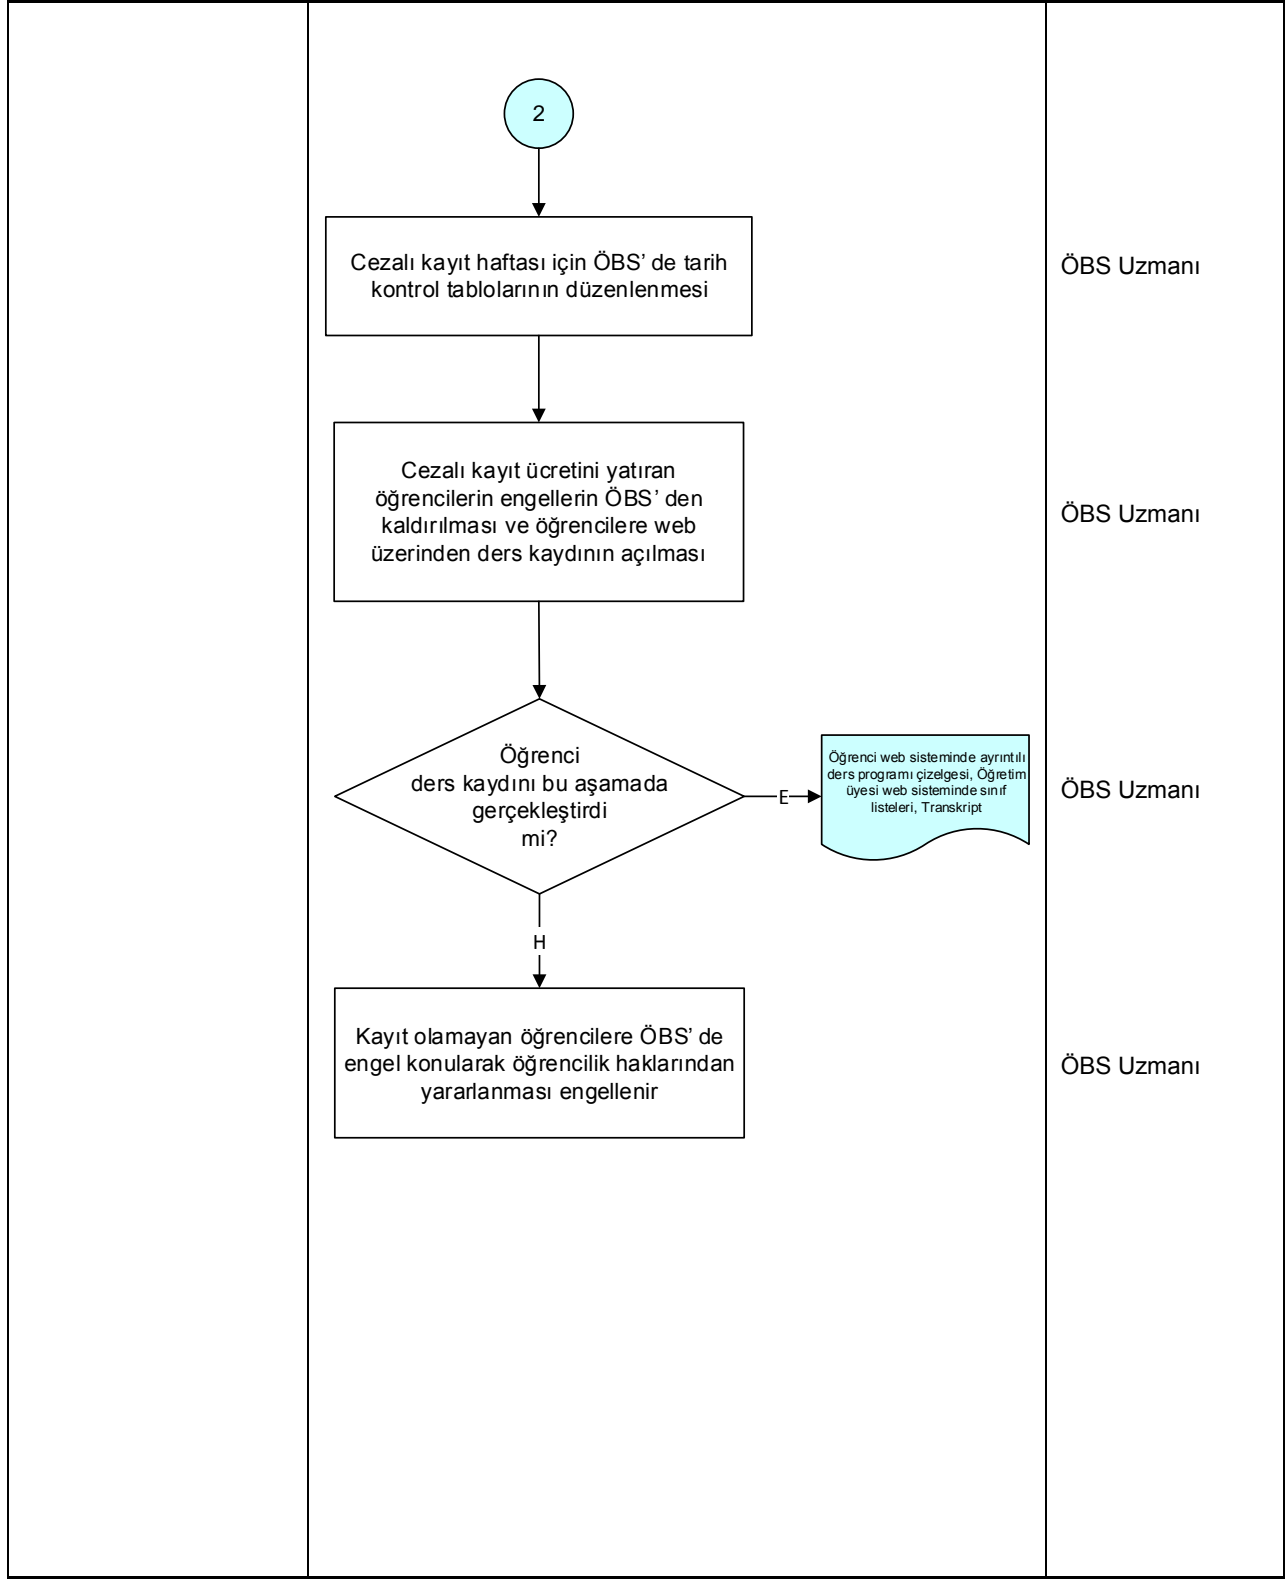 2
Cezalı kayıt haftası için ÖBS’ de tarih
kontrol tablolarının düzenlenmesi
ÖBS Uzmanı
Cezalı kayıt ücretini yatıran
öğrencilerin engellerin ÖBS’ den
kaldırılması ve öğrencilere web
üzerinden ders kaydının açılması
ÖBS Uzmanı
Öğrenci
ders kaydını bu aşamada
gerçekleştirdi
mi?
E
Öğrenci web sisteminde ayrıntılı
ders programı çizelgesi, Öğretim
üyesi web sisteminde sınıf
listeleri, Transkript
ÖBS Uzmanı
H
Kayıt olamayan öğrencilere ÖBS’ de
engel konularak öğrencilik haklarından
yararlanması engellenir
ÖBS Uzmanı